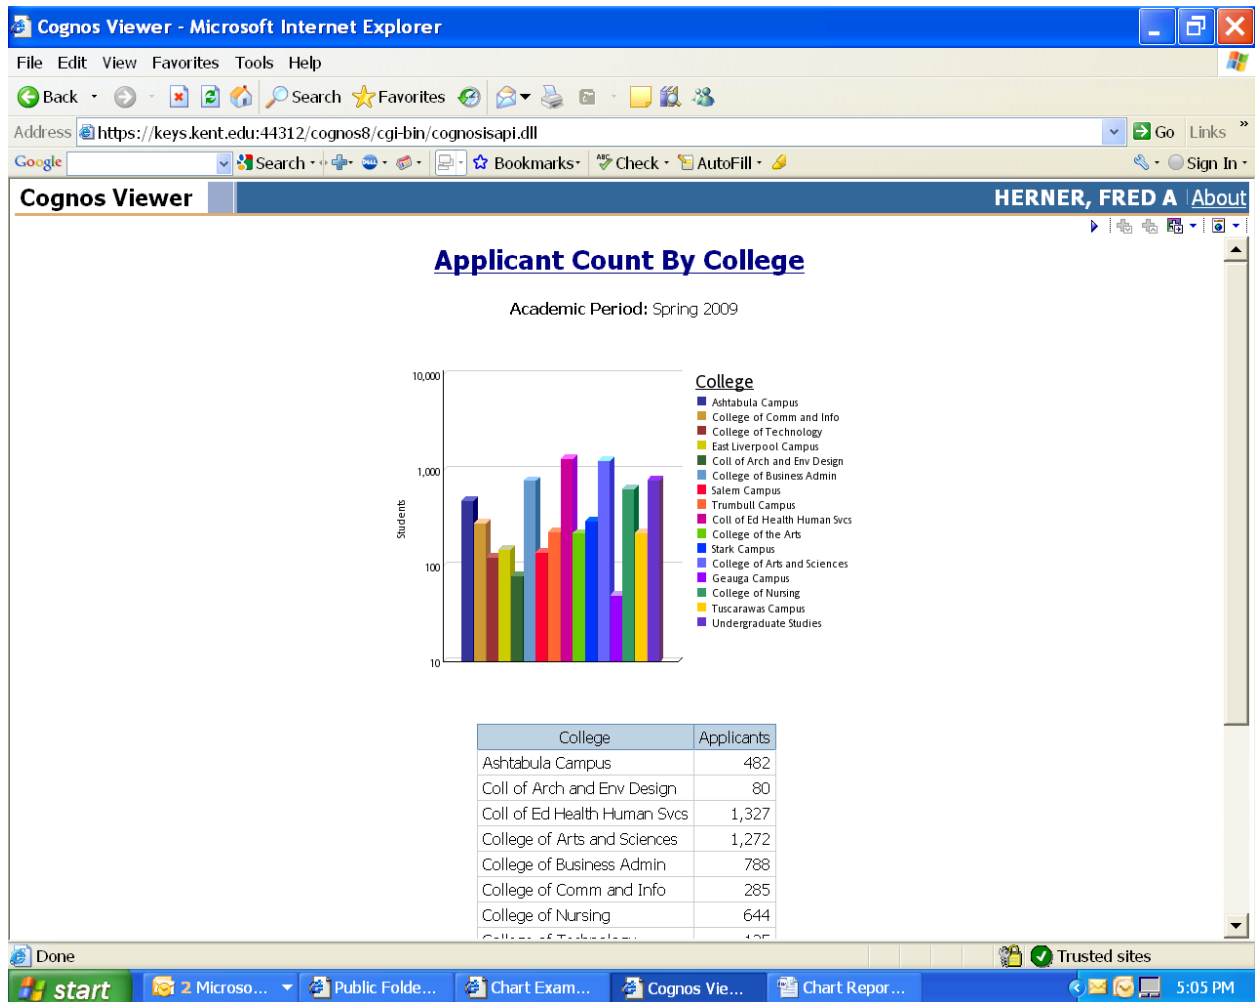 Cognos Viewer - Microsoft Internet Explorer
File Edit View Favorites Tools Help
Back Search Favorites
Address https://keys.kent.edu:44312/cognos8/cgi-bin/cognosisapi.dll Go Links »
Google Search Bookmarks Check AutoFill Sign In
Cognos Viewer HERNER, FRED A About
Applicant Count By College
Academic Period: Spring 2009
10,000
1,000
100
10
Students
College
Ashtabula Campus
College of Comm and Info
College of Technology
East Liverpool Campus
Coll of Arch and Env Design
College of Business Admin
Salem Campus
Trumbull Campus
Coll of Ed Health Human Svcs
College of the Arts
Stark Campus
College of Arts and Sciences
Geauga Campus
College of Nursing
Tuscarawas Campus
Undergraduate Studies
College Applicants
Ashtabula Campus 482
Coll of Arch and Env Design 80
Coll of Ed Health Human Svcs 1,327
College of Arts and Sciences 1,272
College of Business Admin 788
College of Comm and Info 285
College of Nursing 644
Done Trusted sites
start 2 Microso... Public Folde... Chart Exam... Cognos Vie... Chart Repor... 5:05 PM